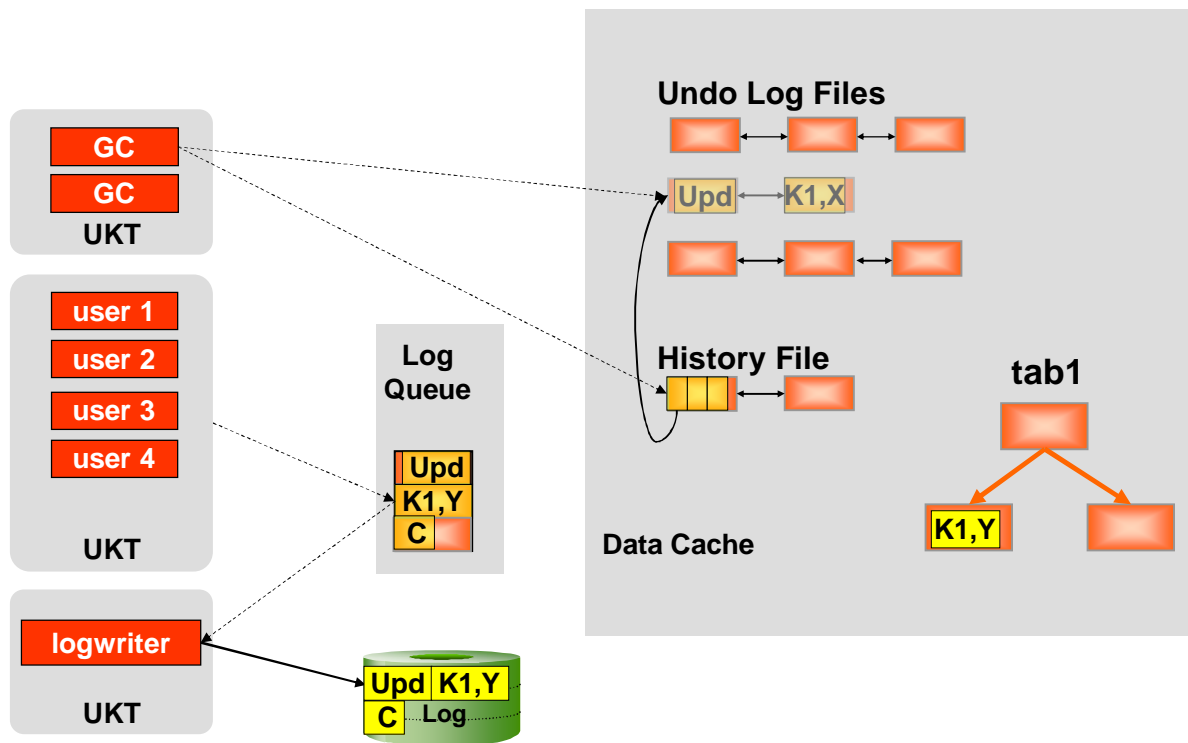 GC
GC
UKT
user 1
user 2
user 3
user 4
UKT
logwriter
UKT
Log
Queue
Upd
K1,Y
C
Upd K1,Y
C Log
Undo Log Files
Upd K1,X
History File
tab1
K1,Y
Data Cache